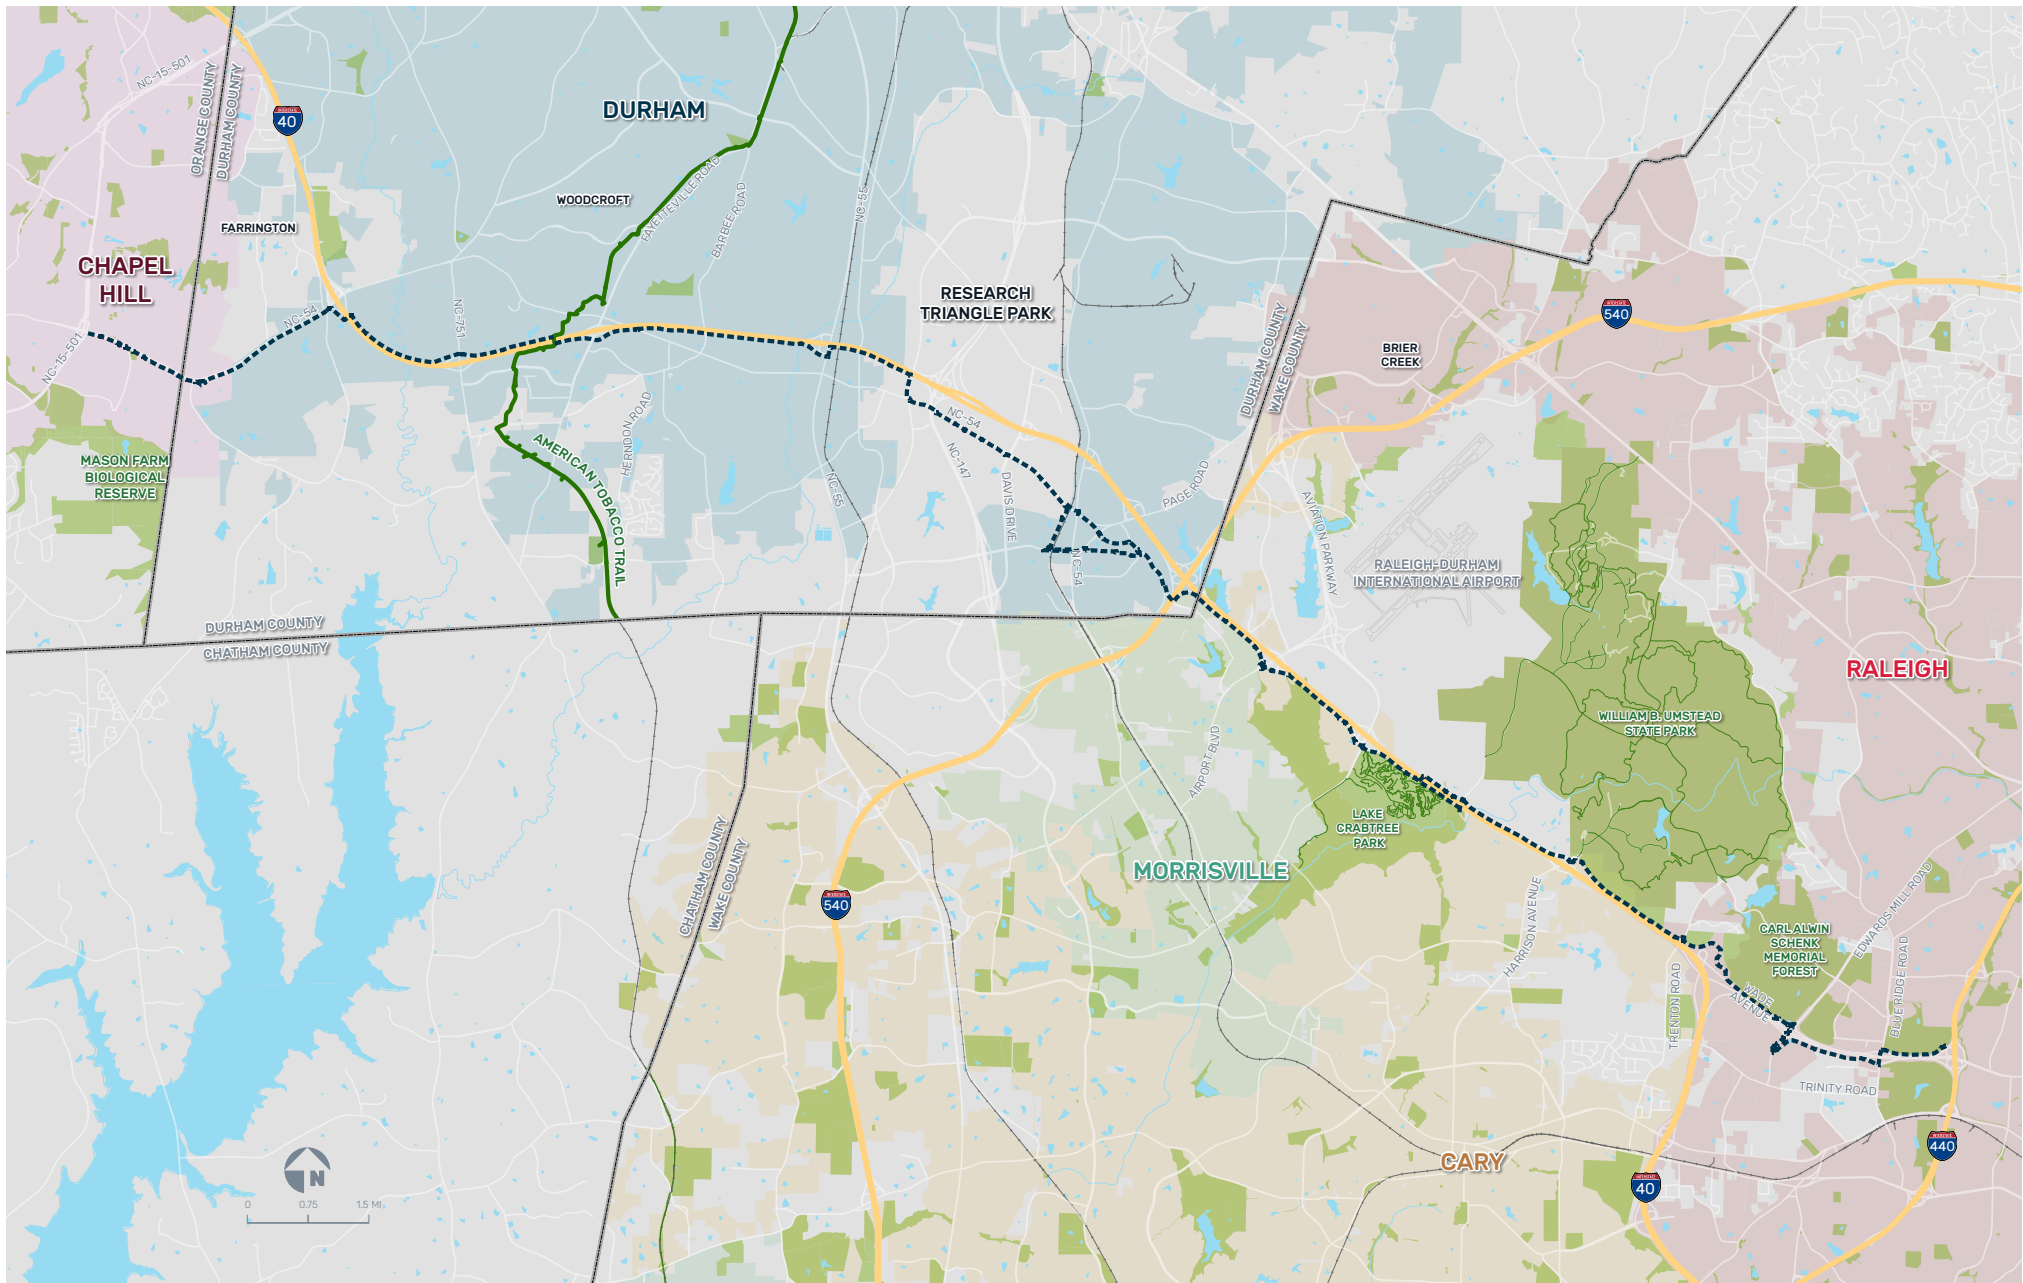 NC-15-501
ORANGE COUNTY
DURHAM COUNTY
40
DURHAM
WOODCROFT
FAYETTEVILLE ROAD
BARBEE ROAD
NC-55
FARRINGTON
CHAPEL
HILL
NC-54
NC-15-501
NC-751
RESEARCH
TRIANGLE PARK
DURHAM COUNTY
WAKE COUNTY
540
BRIER
CREEK
MASON FARM
BIOLOGICAL
RESERVE
AMERICAN TOBACCO TRAIL
HERNDON ROAD
NC-55
NC-54
NC-147
DAVIS DRIVE
NC-54
PAGE ROAD
AVIATION PARKWAY
RALEIGH-DURHAM
INTERNATIONAL AIRPORT
DURHAM COUNTY
CHATHAM COUNTY
RALEIGH
WILLIAM B. UMSTEAD
STATE PARK
AIRPORT BLVD
LAKE
CRABTREE
PARK
MORRISVILLE
CHATHAM COUNTY
WAKE COUNTY
540
HARRISON AVENUE
EDWARDS MILL ROAD
CARL ALWIN
SCHENK
MEMORIAL
FOREST
TRENTON ROAD
WADE
AVENUE
BLUE RIDGE ROAD
TRINITY ROAD
CARY
40
440
N
0 0.75 1.5 MI